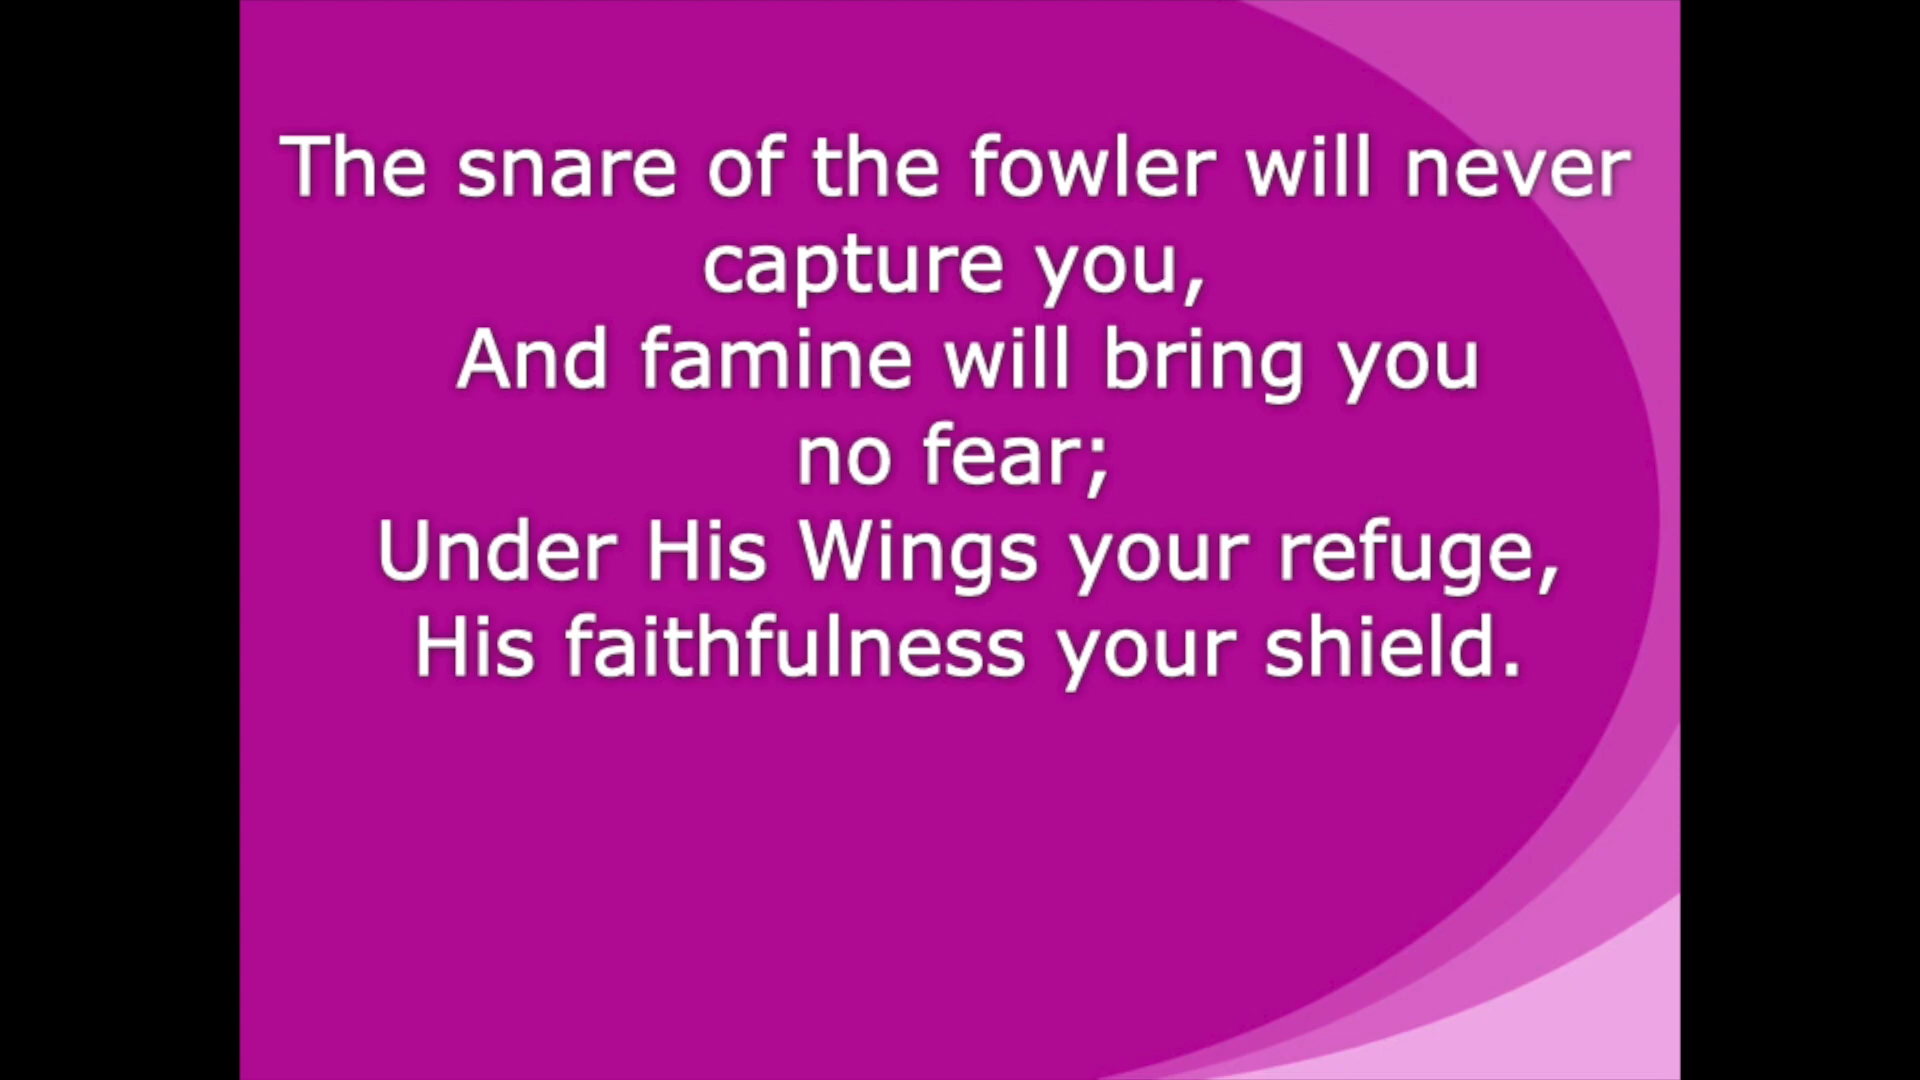 The snare of the fowler will never
capture you,
And famine will bring you
no fear;
Under His Wings your refuge,
His faithfulness your shield.